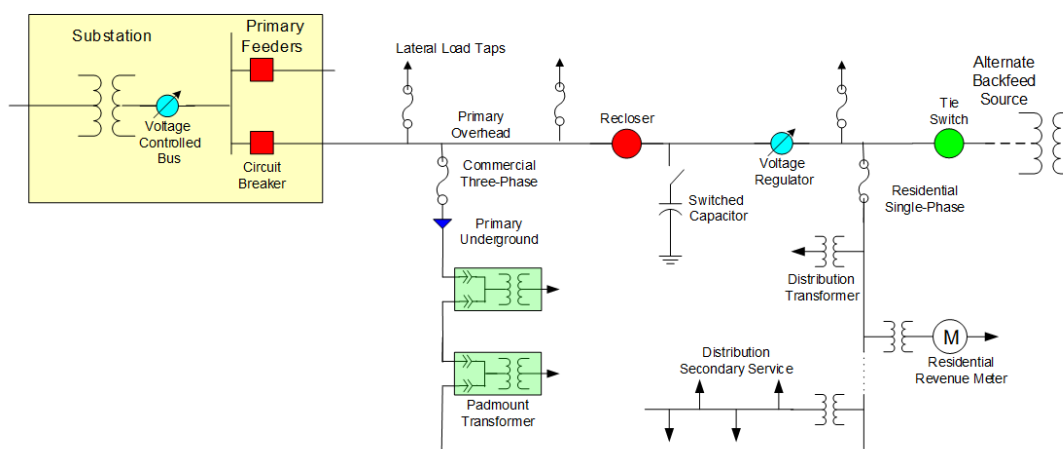 Substation
Primary
Feeders
Voltage
Controlled
Bus
Circuit
Breaker
Lateral Load Taps
Primary
Overhead
Recloser
Commercial
Three-Phase
Primary
Underground
Padmount
Transformer
Switched
Capacitor
Voltage
Regulator
Tie
Switch
Alternate
Backfeed
Source
Residential
Single-Phase
Distribution
Transformer
M
Residential
Revenue Meter
Distribution
Secondary Service